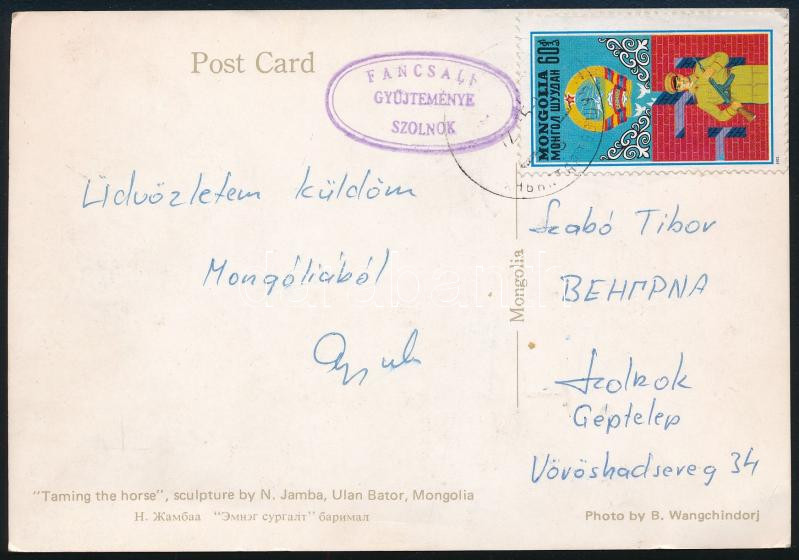 Post Card
FANCSALI
GYŰJTEMÉNYE
SZOLNOK
MONGOLIA 60
МОНГОЛ ШУУДАН
Üdvözletem küldöm
Mongóliából
Szabó Tibor
ВЕНГРNA
Szolnok
Géptelep
Vöröshadsereg 34
Mongolia
"Taming the horse", sculpture by N. Jamba, Ulan Bator, Mongolia
Н. Жамбаа "Эмнэг сургалт" баримал
Photo by B. Wangchindorj